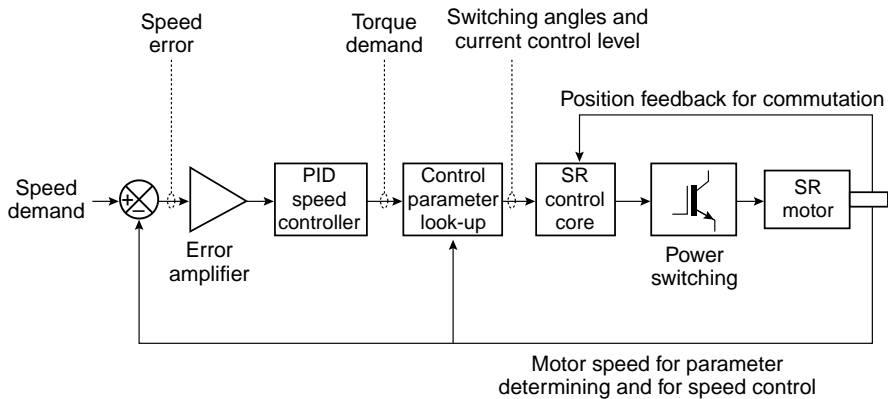 Speed
error
Torque
demand
Switching angles and
current control level
Position feedback for commutation
Speed
demand
+
−
Error
amplifier
PID
speed
controller
Control
parameter
look-up
SR
control
core
Power
switching
SR
motor
Motor speed for parameter
determining and for speed control